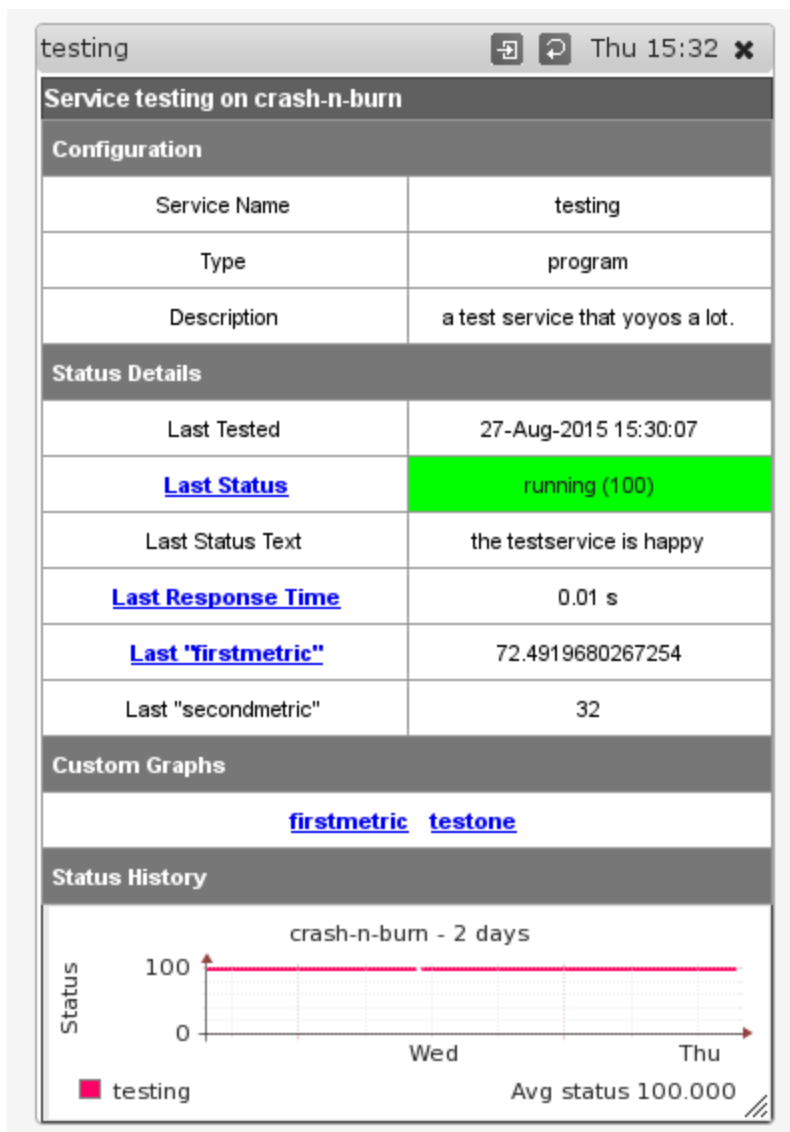 testing Thu 15:32
Service testing on crash-n-burn
Configuration
Service Name testing
Type program
Description a test service that yoyos a lot.
Status Details
Last Tested 27-Aug-2015 15:30:07
Last Status running (100)
Last Status Text the testservice is happy
Last Response Time 0.01 s
Last "firstmetric" 72.4919680267254
Last "secondmetric" 32
Custom Graphs
firstmetric testone
Status History
crash-n-burn - 2 days
Status
100
0
Wed Thu
testing Avg status 100.000